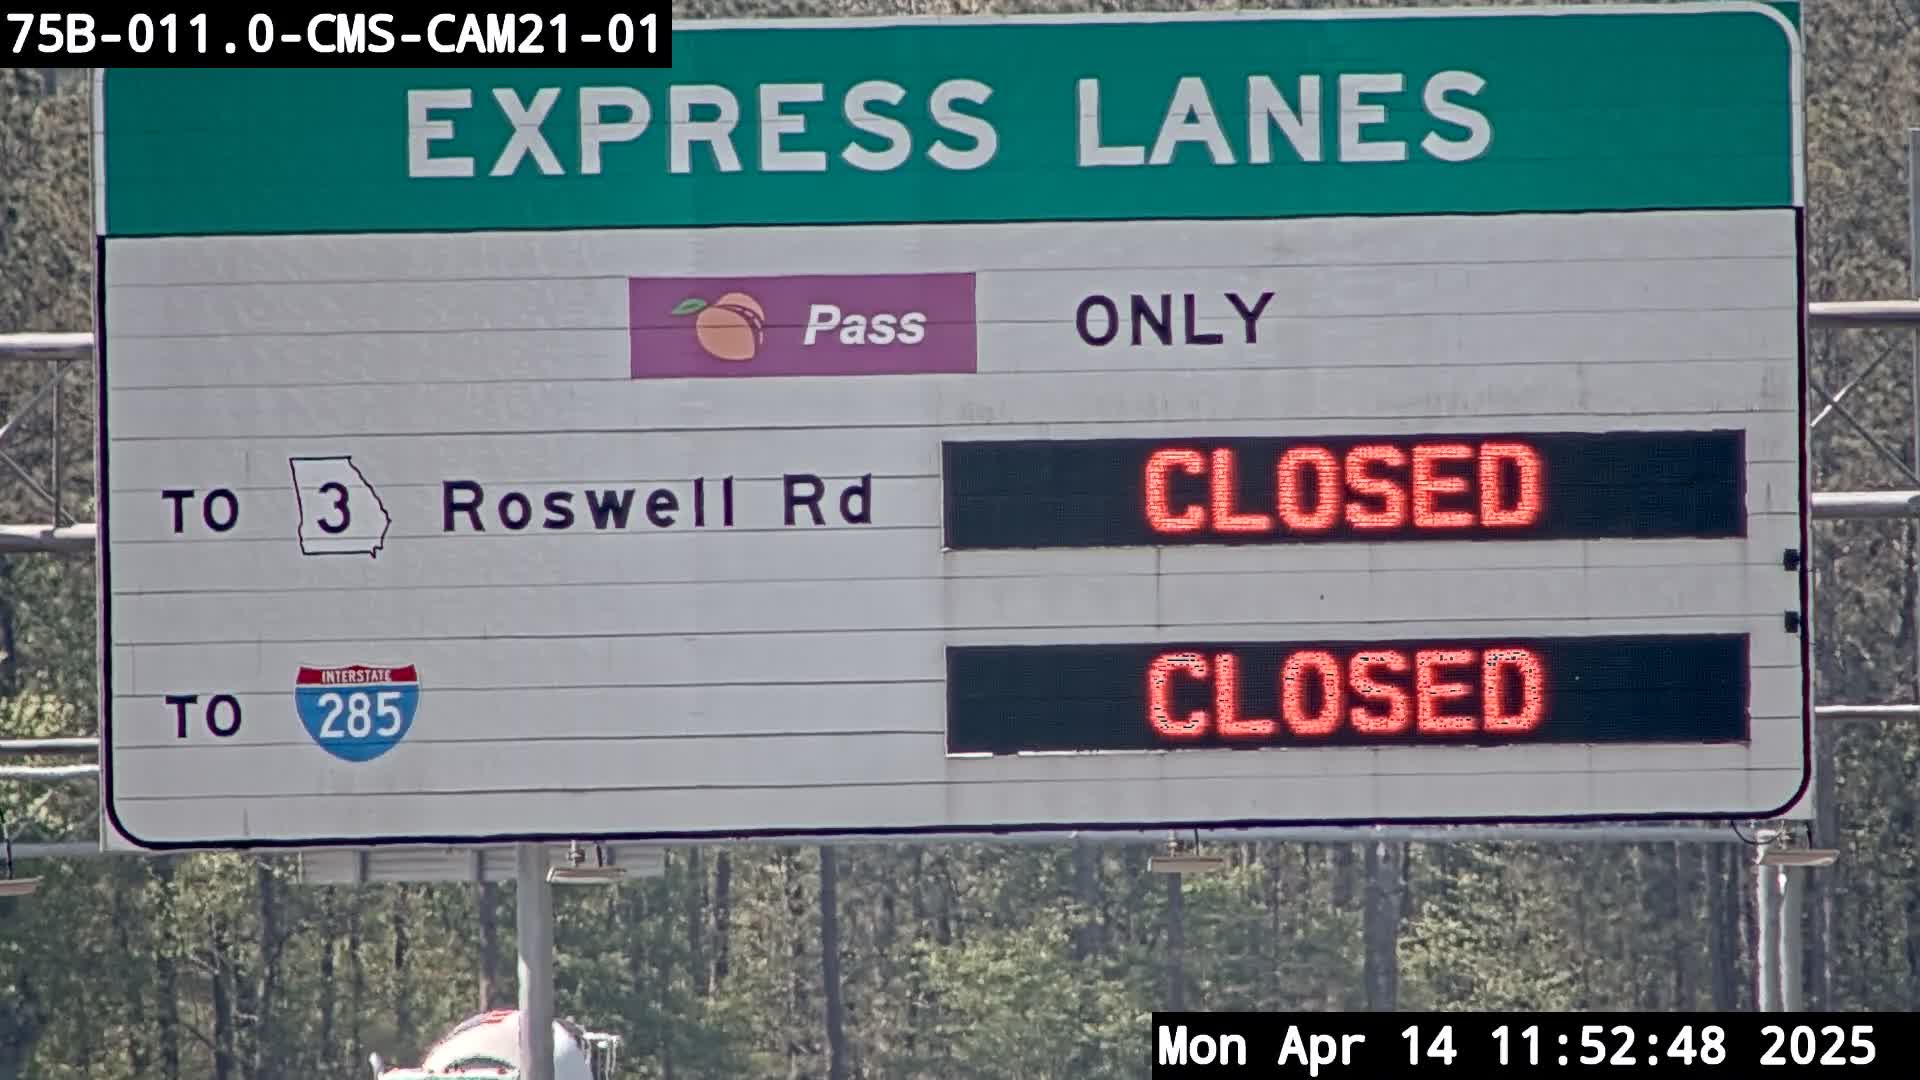 75B-011.0-CMS-CAM21-01
EXPRESS LANES
Pass ONLY
TO 3 Roswell Rd CLOSED
TO INTERSTATE 285 CLOSED
Mon Apr 14 11:52:48 2025